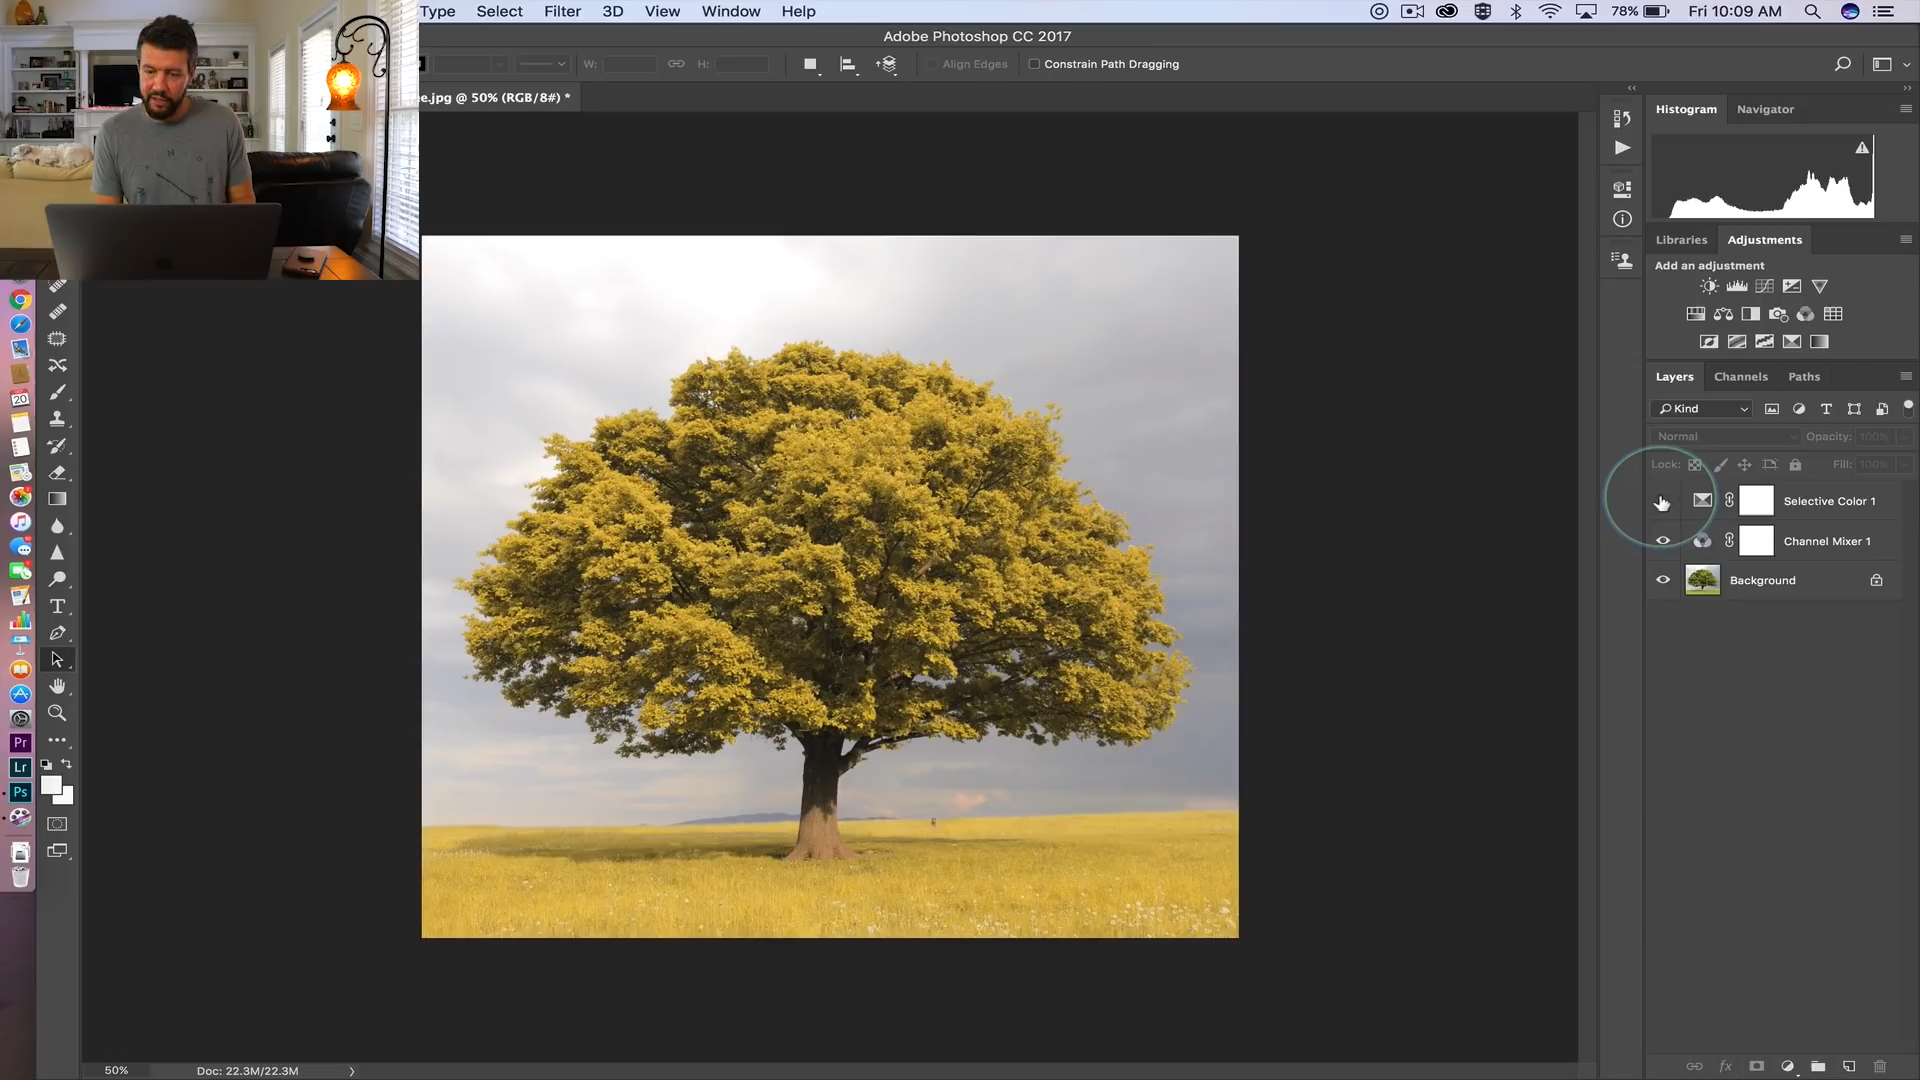 Type Select Filter 3D View Window Help 78% Fri 10:09 AM
Adobe Photoshop CC 2017
W: H: Align Edges Constrain Path Dragging
e.jpg @ 50% (RGB/8#) *
Histogram Navigator
Libraries Adjustments
Add an adjustment
Layers Channels Paths
Kind
Normal Opacity: 100%
Lock: Fill: 100%
Selective Color 1
Channel Mixer 1
Background
20
T
Pr
Lr
Ps
50% Doc: 22.3M/22.3M
fx